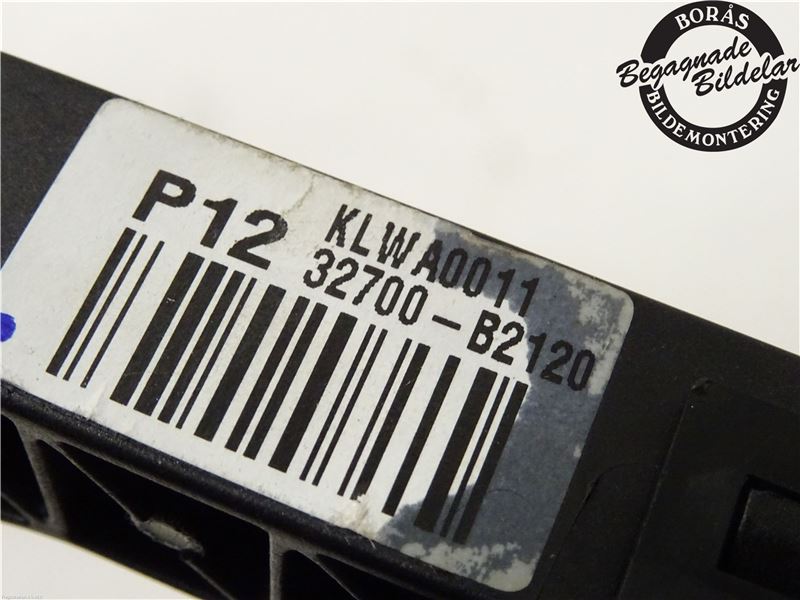 BORÅS
Begagnade
Bildelar
BILDEMONTERING
P12
KLWA0011
32700-B2120